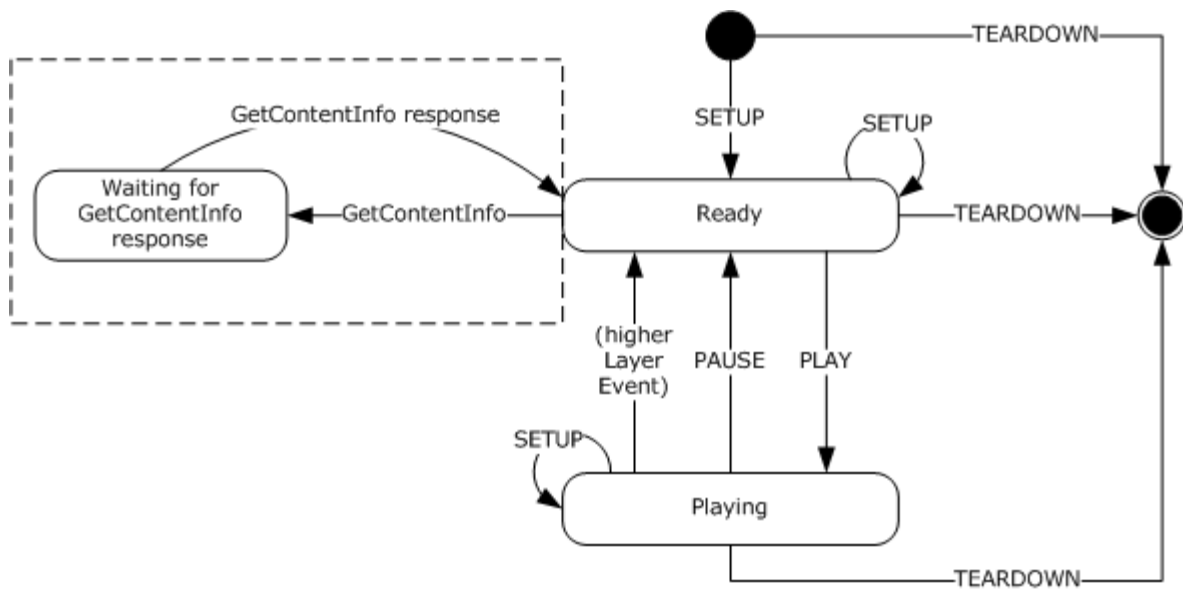 TEARDOWN
GetContentInfo response
SETUP
SETUP
Waiting for
GetContentInfo
response
GetContentInfo
Ready
TEARDOWN
(higher
Layer
Event)
PAUSE
PLAY
SETUP
Playing
TEARDOWN